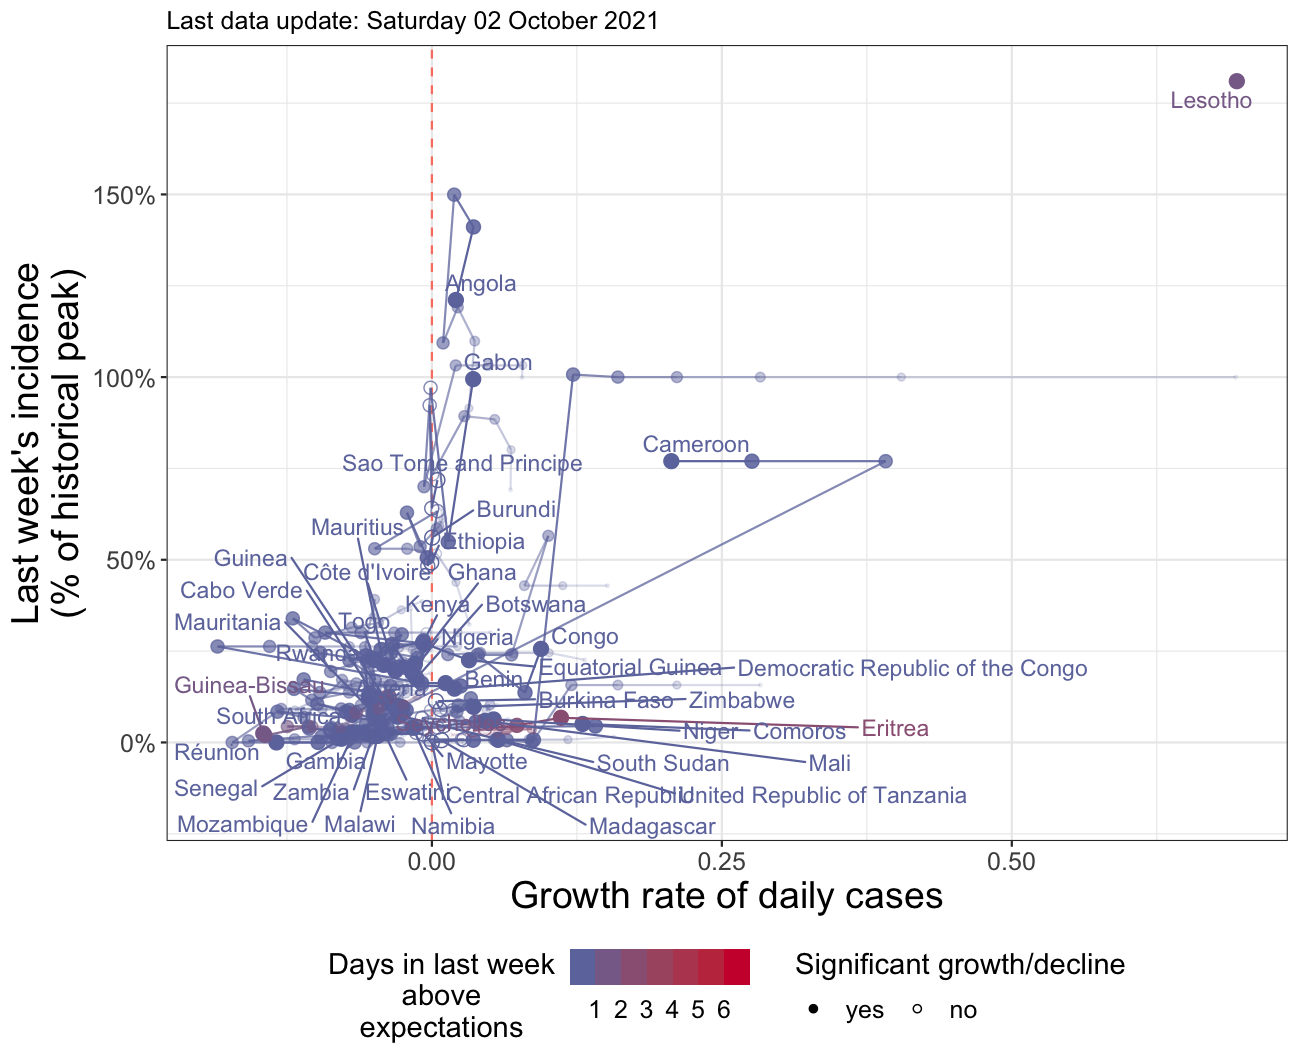 Last data update: Saturday 02 October 2021
Last week's incidence
(% of historical peak)
150%
100%
50%
0%
Lesotho
Angola
Gabon
Cameroon
Sao Tome and Principe
Burundi
Mauritius
Ethiopia
Guinea
Côte d'Ivoire
Ghana
Cabo Verde
Kenya
Botswana
Mauritania
Togo
Nigeria
Congo
Rwanda
Equatorial Guinea
Democratic Republic of the Congo
Guinea-Bissau
Benin
Burkina Faso
Zimbabwe
South Africa
Niger
Comoros
Eritrea
Réunion
Gambia
Mayotte
South Sudan
Mali
Senegal
Zambia
Eswatini
Central African Republic
United Republic of Tanzania
Mozambique
Malawi
Namibia
Madagascar
0.00
0.25
0.50
Growth rate of daily cases
Days in last week
above
expectations
1 2 3 4 5 6
Significant growth/decline
yes
no